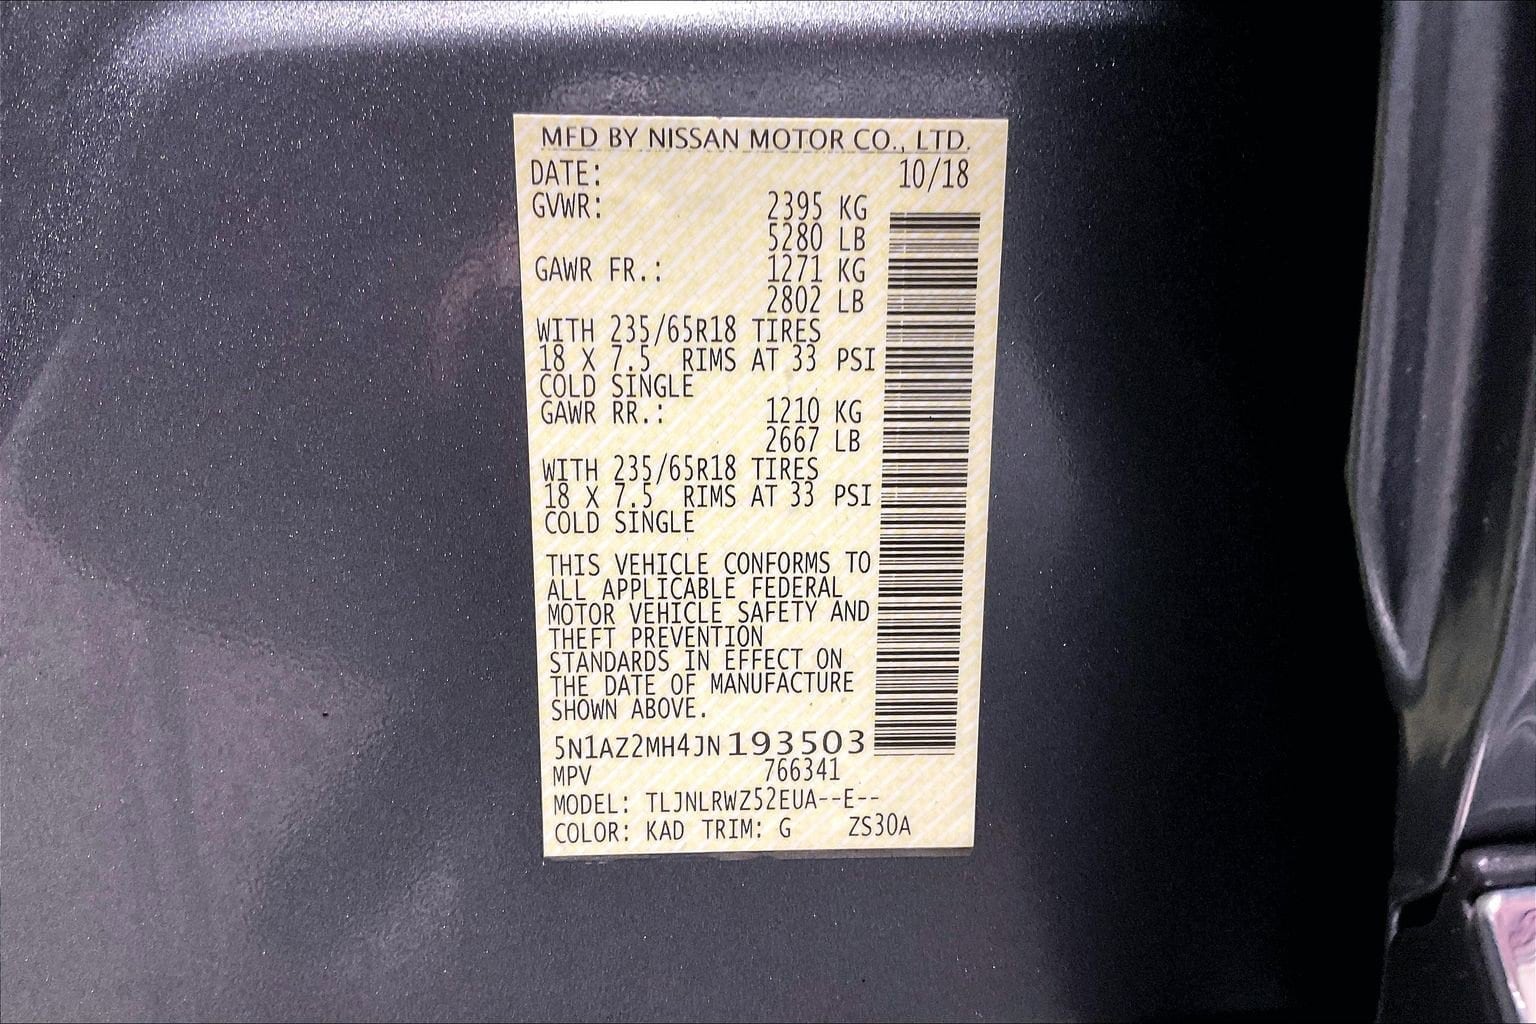 MFD BY NISSAN MOTOR CO., LTD.
DATE: 10/18
GVWR: 2395 KG
5280 LB
GAWR FR.: 1271 KG
2802 LB
WITH 235/65R18 TIRES
18 X 7.5 RIMS AT 33 PSI
COLD SINGLE
GAWR RR.: 1210 KG
2667 LB
WITH 235/65R18 TIRES
18 X 7.5 RIMS AT 33 PSI
COLD SINGLE
THIS VEHICLE CONFORMS TO
ALL APPLICABLE FEDERAL
MOTOR VEHICLE SAFETY AND
THEFT PREVENTION
STANDARDS IN EFFECT ON
THE DATE OF MANUFACTURE
SHOWN ABOVE.
5N1AZ2MH4JN193503
MPV 766341
MODEL: TLJNLRWZ52EUA--E--
COLOR: KAD TRIM: G ZS30A